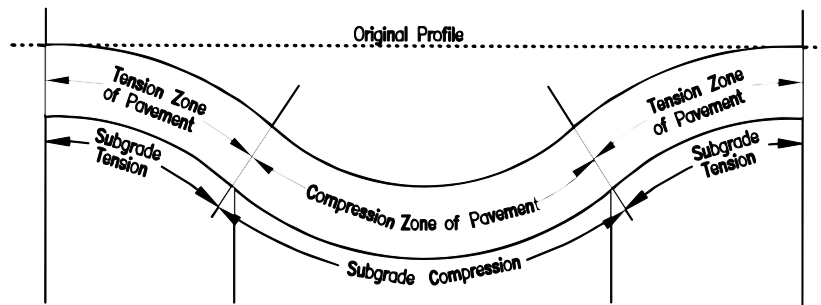 Original Profile
Tension Zone
of Pavement
Tension Zone
of Pavement
Subgrade
Tension
Subgrade
Tension
Compression Zone of Pavement
Subgrade Compression